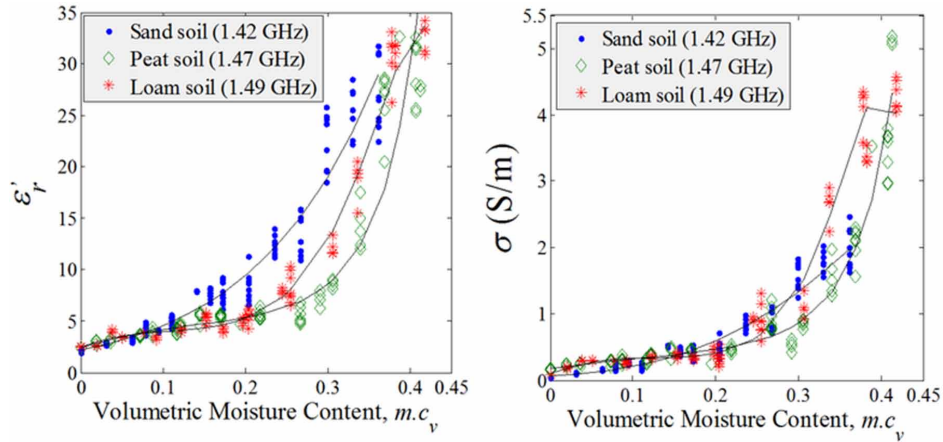 35
30
25
20
15
10
5
0
ε'r
Sand soil (1.42 GHz)
Peat soil (1.47 GHz)
Loam soil (1.49 GHz)
0 0.1 0.2 0.3 0.4 0.45
Volumetric Moisture Content, m.cv
5.5
5
4
3
2
1
0
σ (S/m)
Sand soil (1.42 GHz)
Peat soil (1.47 GHz)
Loam soil (1.49 GHz)
0 0.1 0.2 0.3 0.4 0.45
Volumetric Moisture Content, m.cv